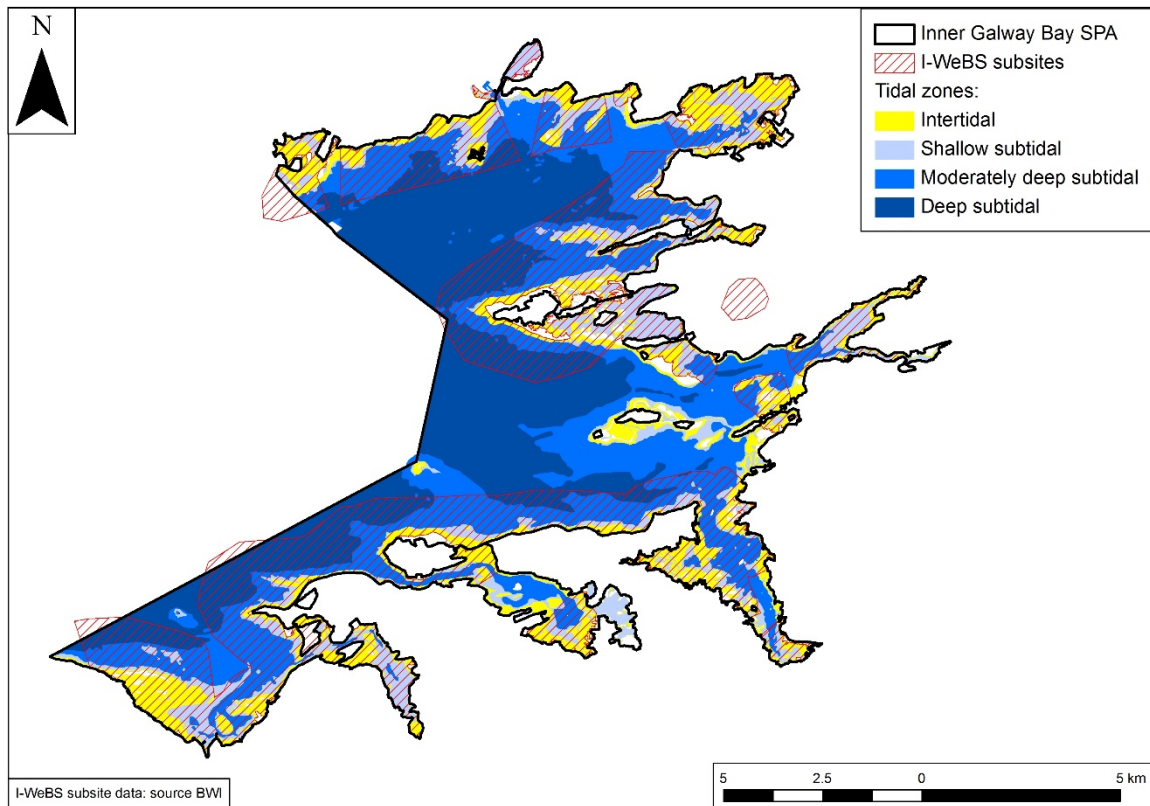 N
Inner Galway Bay SPA
I-WeBS subsites
Tidal zones:
Intertidal
Shallow subtidal
Moderately deep subtidal
Deep subtidal
I-WeBS subsite data: source BWI
5 2.5 0 5 km